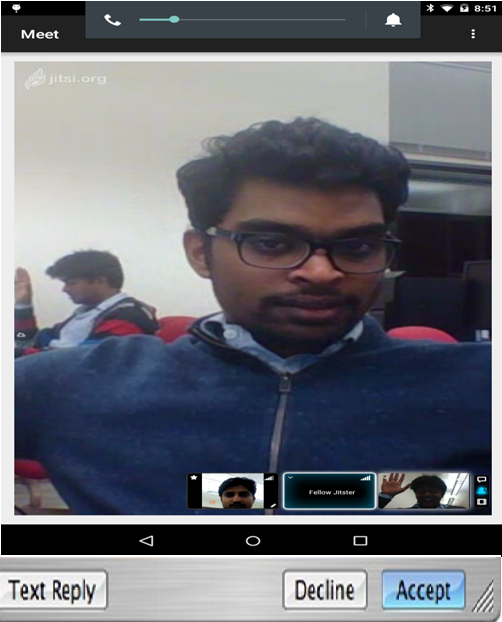 8:51
Meet
jitsi.org
Fellow Jitster
Text Reply
Decline
Accept